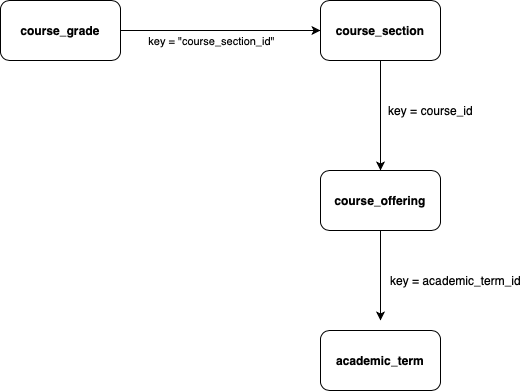 course_grade
key = "course_section_id"
course_section
key = course_id
course_offering
key = academic_term_id
academic_term